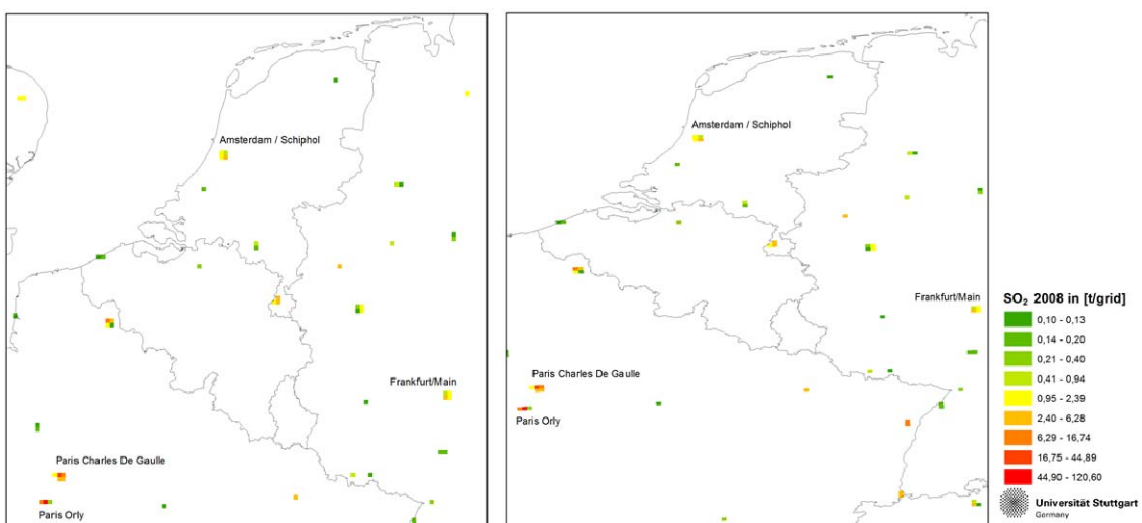 Amsterdam / Schiphol
Frankfurt/Main
Paris Charles De Gaulle
Paris Orly
Amsterdam / Schiphol
Frankfurt/Main
Paris Charles De Gaulle
Paris Orly
SO₂ 2008 in [t/grid]
0,10 - 0,13
0,14 - 0,20
0,21 - 0,40
0,41 - 0,94
0,95 - 2,39
2,40 - 6,28
6,29 - 16,74
16,75 - 44,89
44,90 - 120,60
Universität Stuttgart
Germany